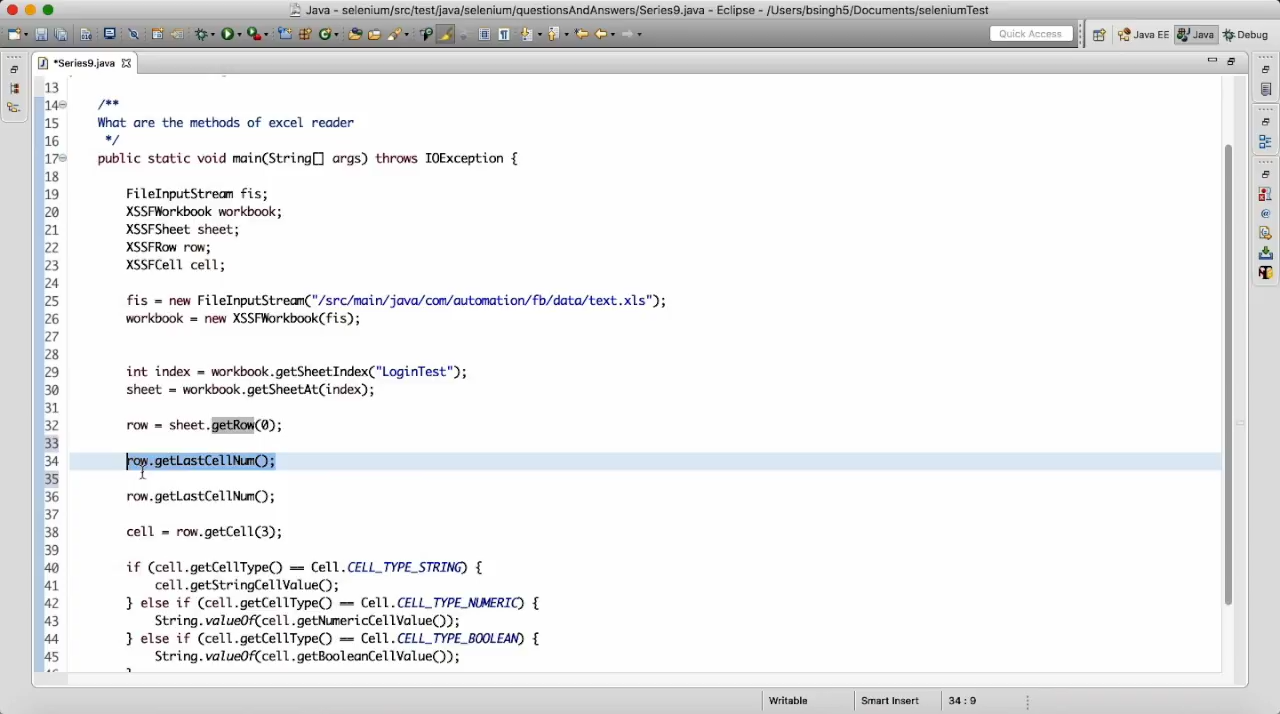 Java - selenium/src/test/java/selenium/questionsAndAnswers/Series9.java - Eclipse - /Users/bsingh5/Documents/seleniumTest
Quick Access
Java EE
Java
Debug
*Series9.java
13
14 /**
15 What are the methods of excel reader
16 */
17 public static void main(String[] args) throws IOException {
18
19 FileInputStream fis;
20 XSSFWorkbook workbook;
21 XSSFSheet sheet;
22 XSSFRow row;
23 XSSFCell cell;
24
25 fis = new FileInputStream("/src/main/java/com/automation/fb/data/text.xls");
26 workbook = new XSSFWorkbook(fis);
27
28
29 int index = workbook.getSheetIndex("LoginTest");
30 sheet = workbook.getSheetAt(index);
31
32 row = sheet.getRow(0);
33
34 row.getLastCellNum();
35
36 row.getLastCellNum();
37
38 cell = row.getCell(3);
39
40 if (cell.getCellType() == Cell.CELL_TYPE_STRING) {
41 cell.getStringCellValue();
42 } else if (cell.getCellType() == Cell.CELL_TYPE_NUMERIC) {
43 String.valueOf(cell.getNumericCellValue());
44 } else if (cell.getCellType() == Cell.CELL_TYPE_BOOLEAN) {
45 String.valueOf(cell.getBooleanCellValue());
Writable
Smart Insert
34 : 9